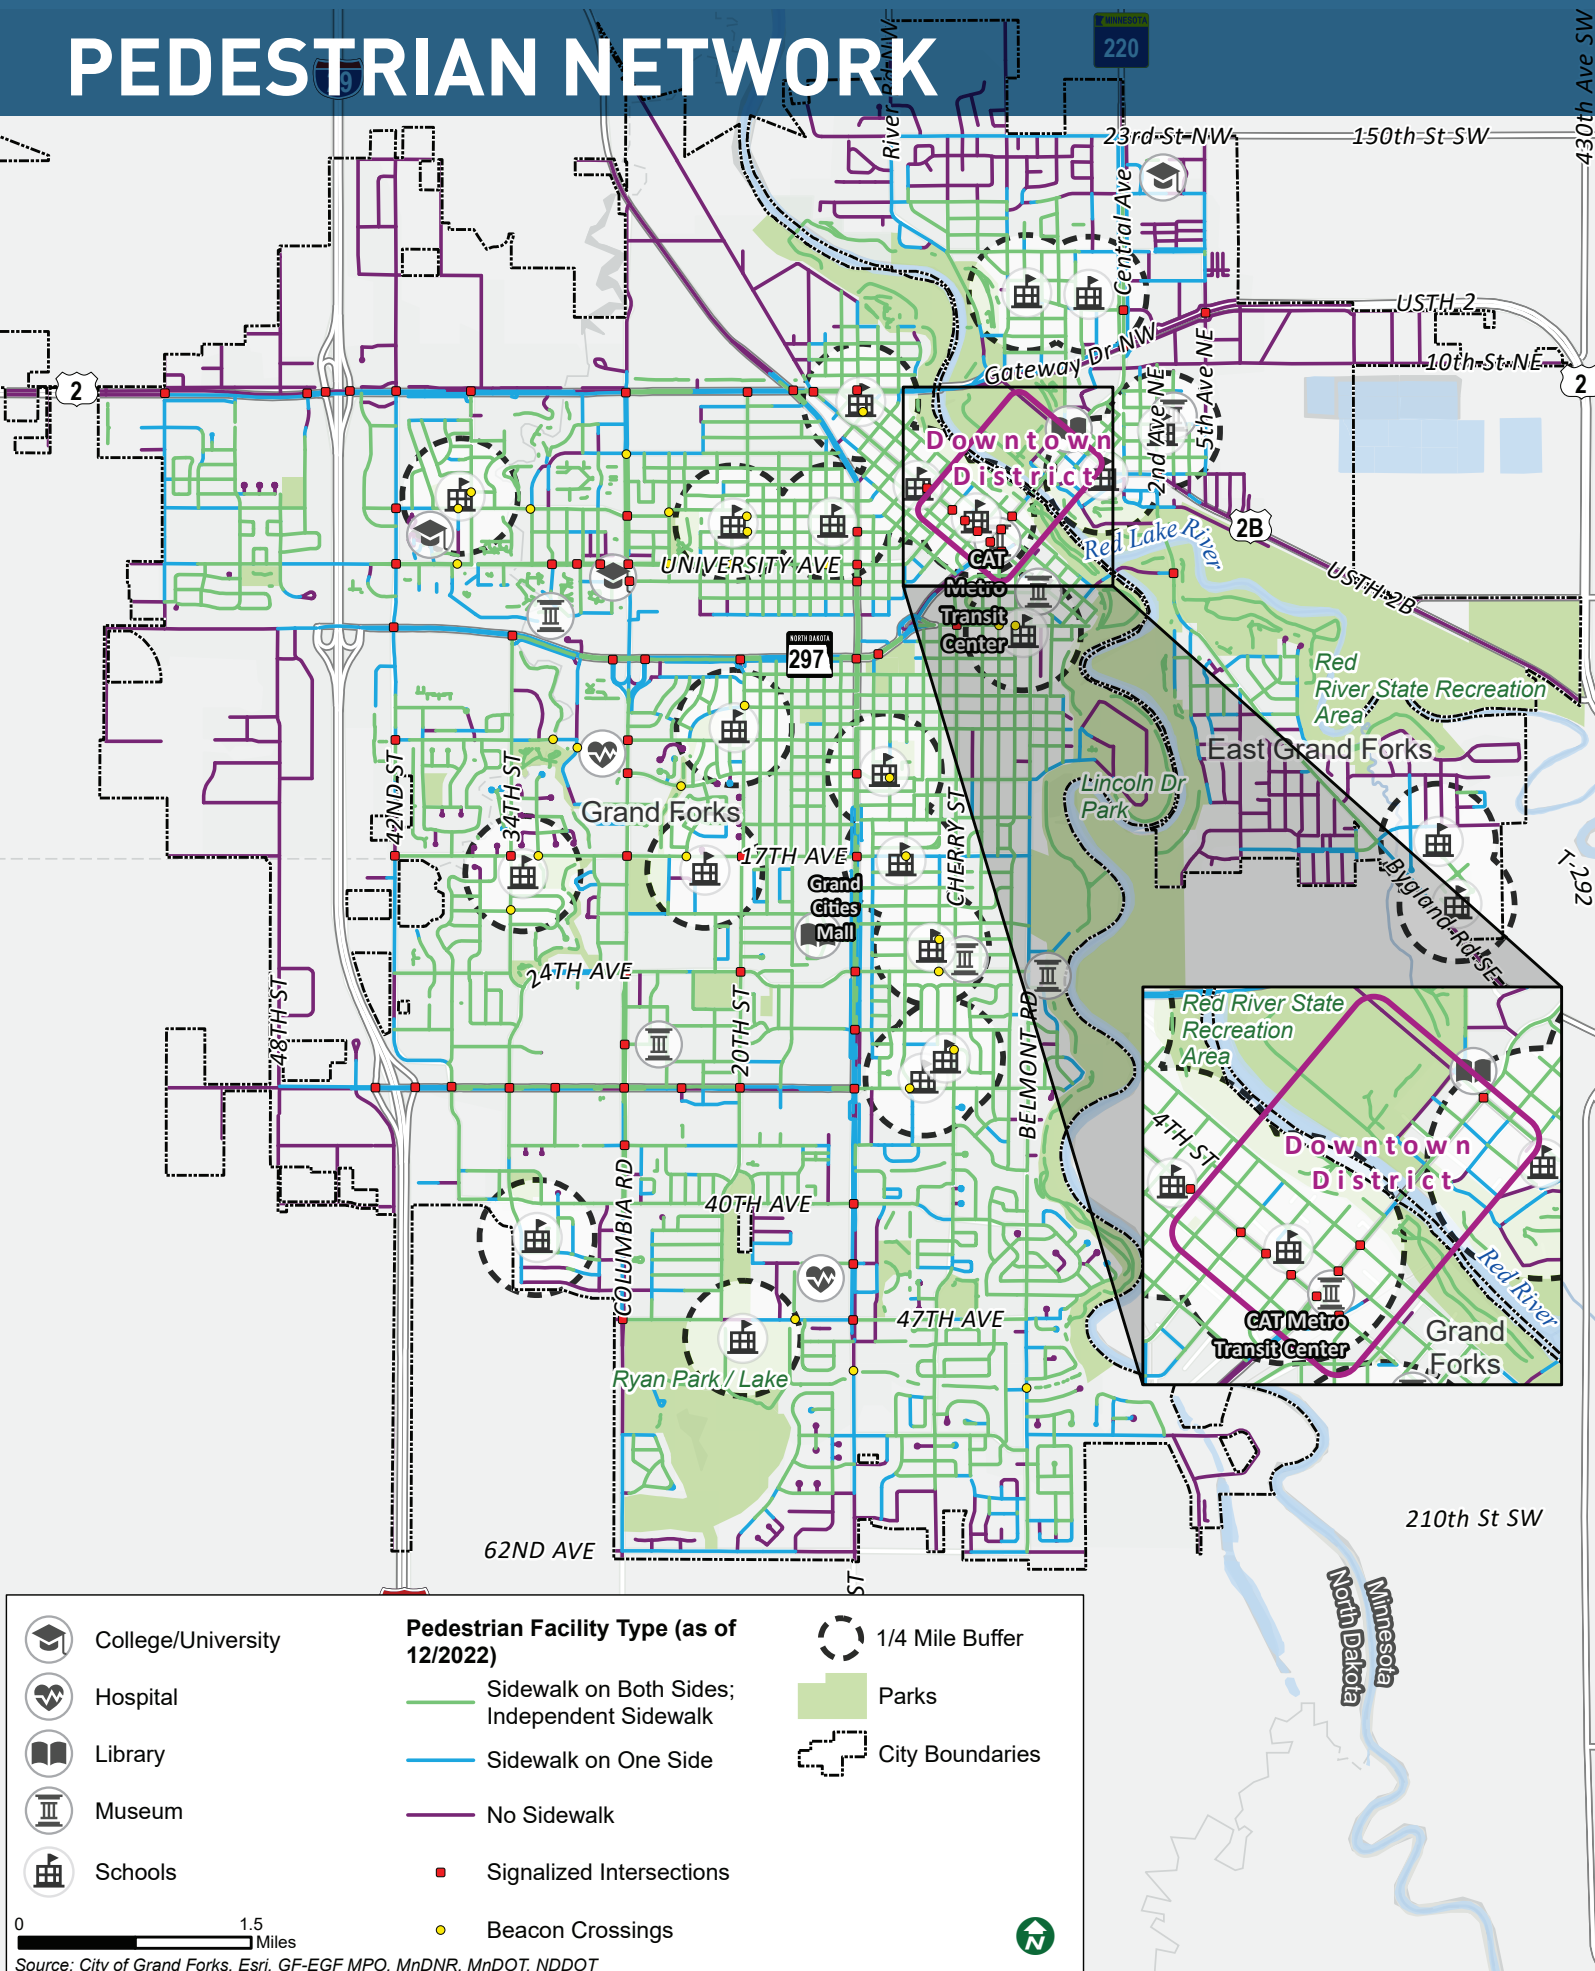 PEDESTRIAN NETWORK
River Rd NW
MINNESOTA
220
430th Ave SW
23rd St NW
150th St SW
Central Ave
USTH 2
Gateway Dr NW
10th St NE
2
2
5th Ave NE
2nd Ave NE
Downtown
District
2B
Red Lake River
USTH 2B
UNIVERSITY AVE
CAT
Metro
Transit
Center
NORTH DAKOTA
297
Red
River State Recreation
Area
East Grand Forks
Lincoln Dr
Park
42ND ST
34TH ST
Grand Forks
CHERRY ST
17TH AVE
Grand
Cities
Mall
Bygland Rd SE
T-292
24TH AVE
48TH ST
20TH ST
BELMONT RD
Red River State
Recreation
Area
4TH ST
Downtown
District
Red River
CAT Metro
Transit Center
Grand
Forks
COLUMBIA RD
40TH AVE
47TH AVE
Ryan Park / Lake
62ND AVE
ST
210th St SW
Minnesota
North Dakota
College/University
Hospital
Library
Museum
Schools
Pedestrian Facility Type (as of
12/2022)
Sidewalk on Both Sides;
Independent Sidewalk
Sidewalk on One Side
No Sidewalk
Signalized Intersections
Beacon Crossings
1/4 Mile Buffer
Parks
City Boundaries
0
1.5
Miles
N
Source: City of Grand Forks, Esri, GF-EGF MPO, MnDNR, MnDOT, NDDOT